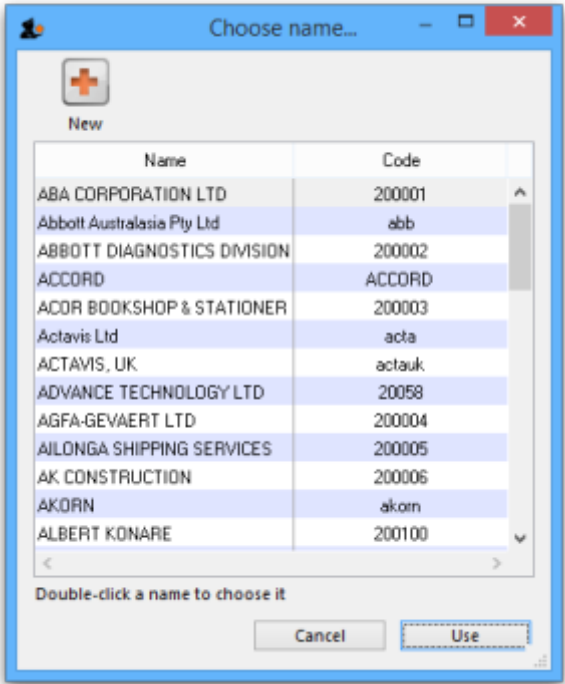 Choose name...
New
Name Code
ABA CORPORATION LTD 200001
Abbott Australasia Pty Ltd abb
ABBOTT DIAGNOSTICS DIVISION 200002
ACCORD ACCORD
ACOR BOOKSHOP & STATIONER 200003
Actavis Ltd acta
ACTAVIS, UK actauk
ADVANCE TECHNOLOGY LTD 20058
AGFA-GEVAERT LTD 200004
AILONGA SHIPPING SERVICES 200005
AK CONSTRUCTION 200006
AKORN akorn
ALBERT KONARE 200100
Double-click a name to choose it
Cancel Use